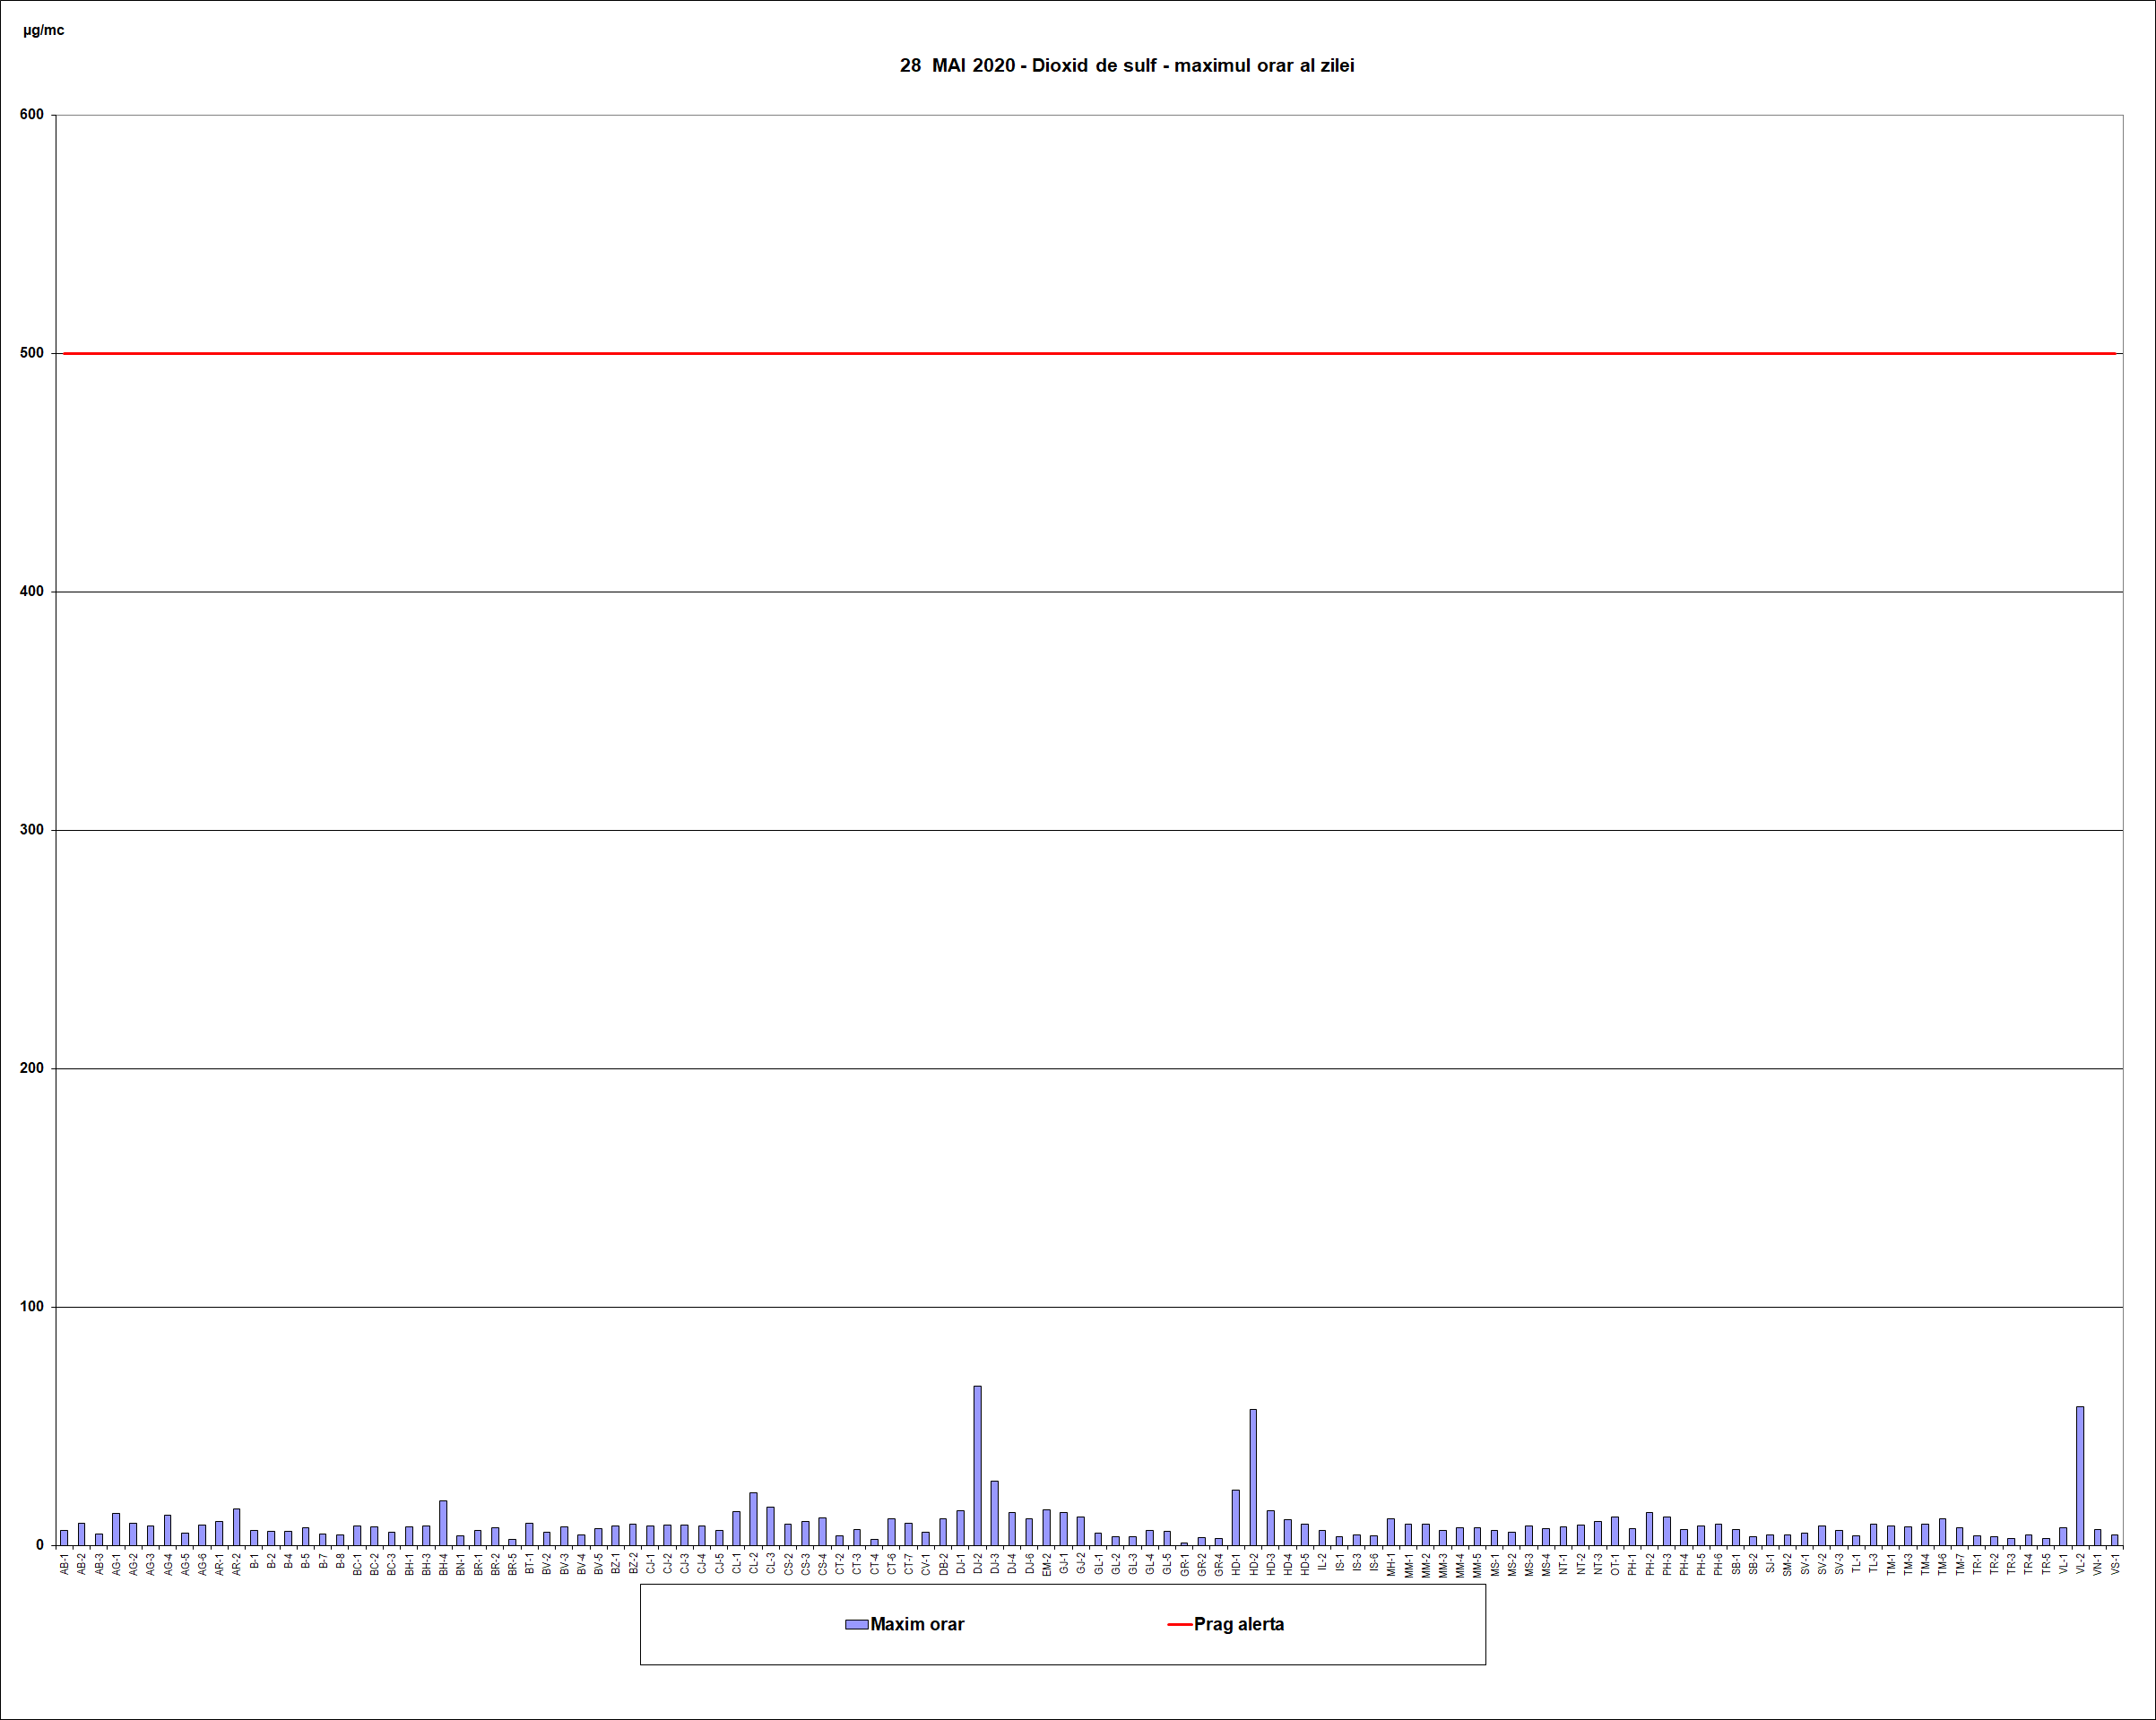 µg/mc
28 MAI 2020 - Dioxid de sulf - maximul orar al zilei
600
500
400
300
200
100
0
AB-1
AB-2
AB-3
AG-1
AG-2
AG-3
AG-4
AG-5
AG-6
AR-1
AR-2
B-1
B-2
B-4
B-5
B-7
B-8
BC-1
BC-2
BC-3
BH-1
BH-3
BH-4
BN-1
BR-1
BR-2
BR-5
BT-1
BV-2
BV-3
BV-4
BV-5
BZ-1
BZ-2
CJ-1
CJ-2
CJ-3
CJ-4
CJ-5
CL-1
CL-2
CL-3
CS-2
CS-3
CS-4
CT-2
CT-3
CT-4
CT-6
CT-7
CV-1
DB-2
DJ-1
DJ-2
DJ-3
DJ-4
DJ-6
EM-2
GJ-1
GJ-2
GL-1
GL-2
GL-3
GL-4
GL-5
GR-1
GR-2
GR-4
HD-1
HD-2
HD-3
HD-4
HD-5
IL-2
IS-1
IS-3
IS-6
MH-1
MM-1
MM-2
MM-3
MM-4
MM-5
MS-1
MS-2
MS-3
MS-4
NT-1
NT-2
NT-3
OT-1
PH-1
PH-2
PH-3
PH-4
PH-5
PH-6
SB-1
SB-2
SJ-1
SM-2
SV-1
SV-2
SV-3
TL-1
TL-3
TM-1
TM-3
TM-4
TM-6
TM-7
TR-1
TR-2
TR-3
TR-4
TR-5
VL-1
VL-2
VN-1
VS-1
Maxim orar
Prag alerta